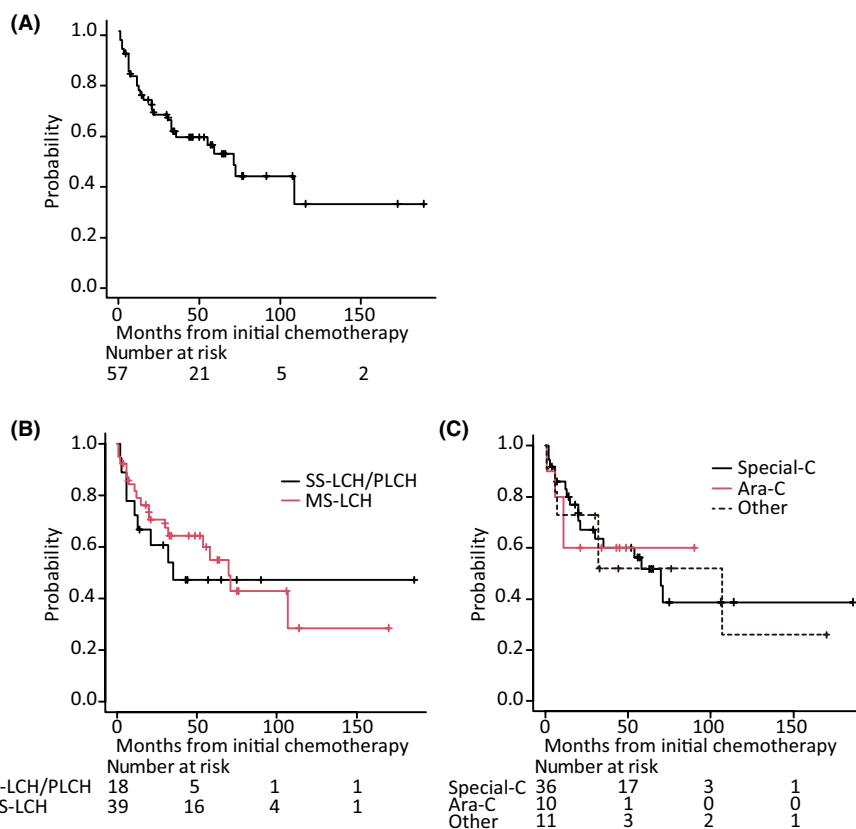 (A)
1.0
0.8
0.6
0.4
0.2
0.0
Probability
0 50 100 150
Months from initial chemotherapy
Number at risk
57 21 5 2
(B)
1.0
0.8
0.6
0.4
0.2
0.0
Probability
SS-LCH/PLCH
MS-LCH
0 50 100 150
Months from initial chemotherapy
Number at risk
-LCH/PLCH 18 5 1 1
S-LCH 39 16 4 1
(C)
1.0
0.8
0.6
0.4
0.2
0.0
Probability
Special-C
Ara-C
Other
0 50 100 150
Months from initial chemotherapy
Number at risk
Special-C 36 17 3 1
Ara-C 10 1 0 0
Other 11 3 2 1